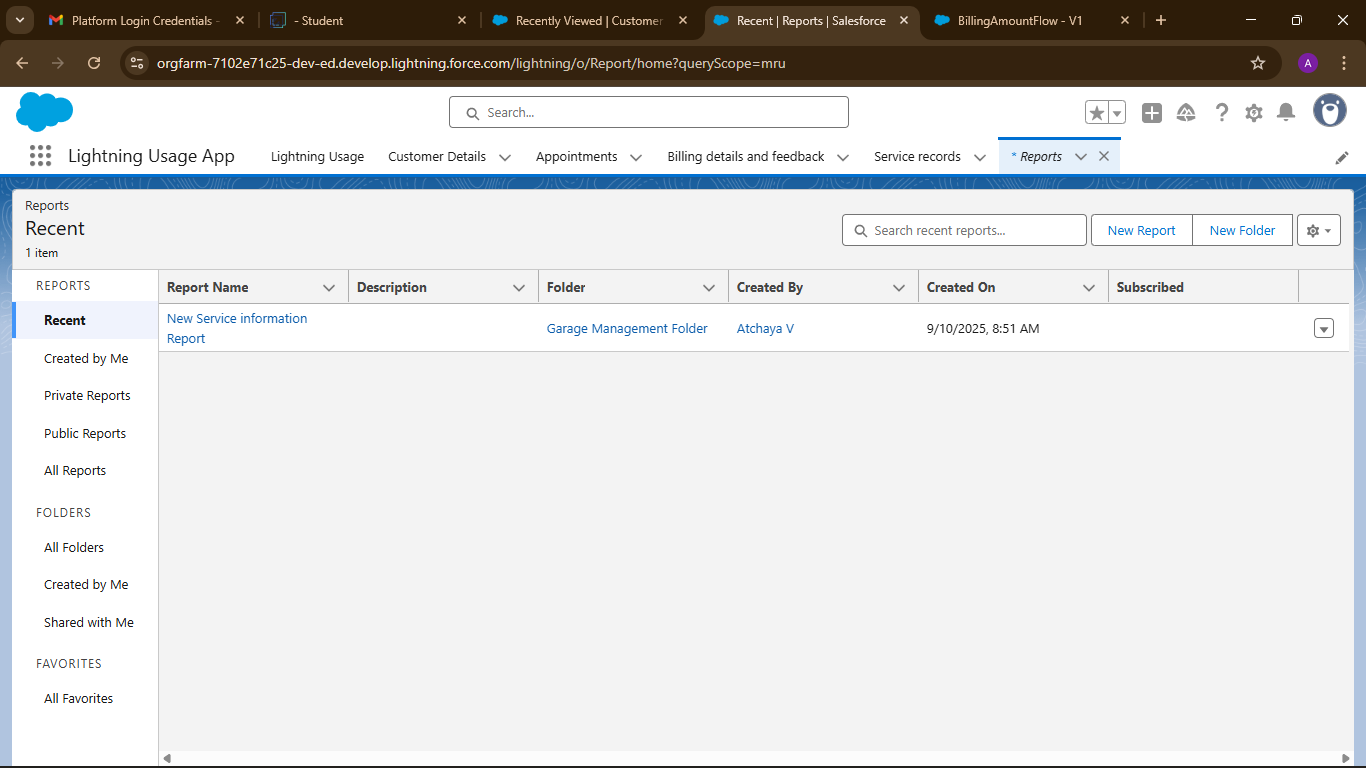 Platform Login Credentials -
- Student
Recently Viewed | Customer
Recent | Reports | Salesforce
BillingAmountFlow - V1
orgfarm-7102e71c25-dev-ed.develop.lightning.force.com/lightning/o/Report/home?queryScope=mru
A
Search...
Lightning Usage App
Lightning Usage
Customer Details
Appointments
Billing details and feedback
Service records
* Reports
Reports
Recent
1 item
Search recent reports...
New Report
New Folder
REPORTS
Recent
Created by Me
Private Reports
Public Reports
All Reports
FOLDERS
All Folders
Created by Me
Shared with Me
FAVORITES
All Favorites
Report Name Description Folder Created By Created On Subscribed
New Service information
Report
Garage Management Folder
Atchaya V
9/10/2025, 8:51 AM